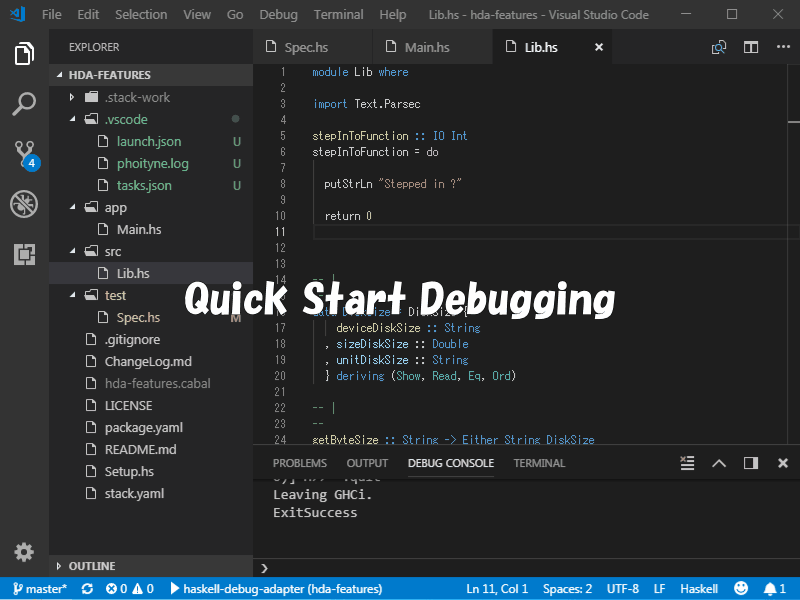 File Edit Selection View Go Debug Terminal Help Lib.hs - hda-features - Visual Studio Code
EXPLORER
HDA-FEATURES
.stack-work
.vscode
launch.json U
phoityne.log U
tasks.json U
app
Main.hs
src
Lib.hs
test
Spec.hs M
.gitignore
ChangeLog.md
hda-features.cabal
LICENSE
package.yaml
README.md
Setup.hs
stack.yaml
OUTLINE
4
Spec.hs Main.hs Lib.hs
1 module Lib where
2
3 import Text.Parsec
4
5 stepInToFunction :: IO Int
6 stepInToFunction = do
7
8 putStrLn "Stepped in ?"
9
10 return 0
11
12
13
14 -- |
Quick Start Debugging
17 deviceDiskSize :: String
18 , sizeDiskSize :: Double
19 , unitDiskSize :: String
20 } deriving (Show, Read, Eq, Ord)
21
22 -- |
23 --
24 getByteSize :: String -> Either String DiskSize
PROBLEMS OUTPUT DEBUG CONSOLE TERMINAL
Leaving GHCi.
ExitSuccess
master* 0 0 haskell-debug-adapter (hda-features) Ln 11, Col 1 Spaces: 2 UTF-8 LF Haskell 1